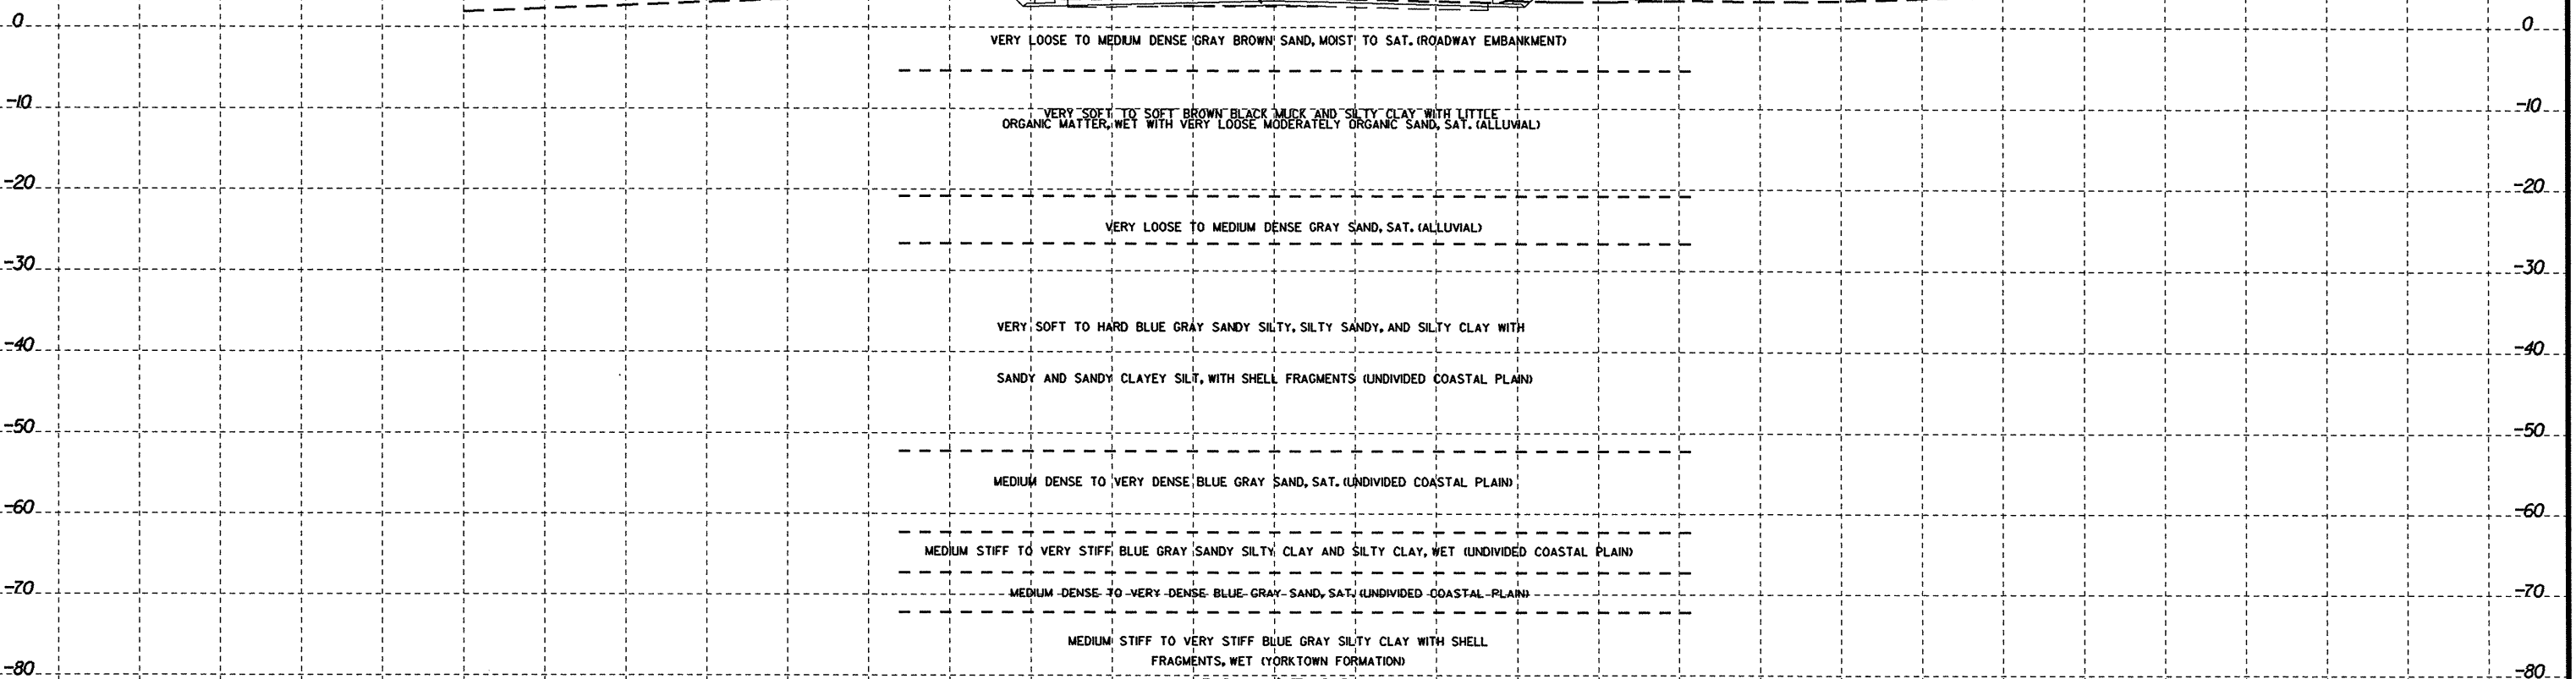 0 0
VERY LOOSE TO MEDIUM DENSE GRAY BROWN SAND, MOIST TO SAT. (ROADWAY EMBANKMENT)
-10 -10
VERY SOFT TO SOFT BROWN BLACK MUCK AND SILTY CLAY WITH LITTLE
ORGANIC MATTER, WET WITH VERY LOOSE MODERATELY ORGANIC SAND, SAT. (ALLUVIAL)
-20 -20
VERY LOOSE TO MEDIUM DENSE GRAY SAND, SAT. (ALLUVIAL)
-30 -30
VERY SOFT TO HARD BLUE GRAY SANDY SILTY, SILTY SANDY, AND SILTY CLAY WITH
-40 -40
SANDY AND SANDY CLAYEY SILT, WITH SHELL FRAGMENTS (UNDIVIDED COASTAL PLAIN)
-50 -50
MEDIUM DENSE TO VERY DENSE BLUE GRAY SAND, SAT. (UNDIVIDED COASTAL PLAIN)
-60 -60
MEDIUM STIFF TO VERY STIFF BLUE GRAY SANDY SILTY CLAY AND SILTY CLAY, WET (UNDIVIDED COASTAL PLAIN)
-70 -70
MEDIUM DENSE TO VERY DENSE BLUE GRAY SAND, SAT. (UNDIVIDED COASTAL PLAIN)
MEDIUM STIFF TO VERY STIFF BLUE GRAY SILTY CLAY WITH SHELL
FRAGMENTS, WET (YORKTOWN FORMATION)
-80 -80